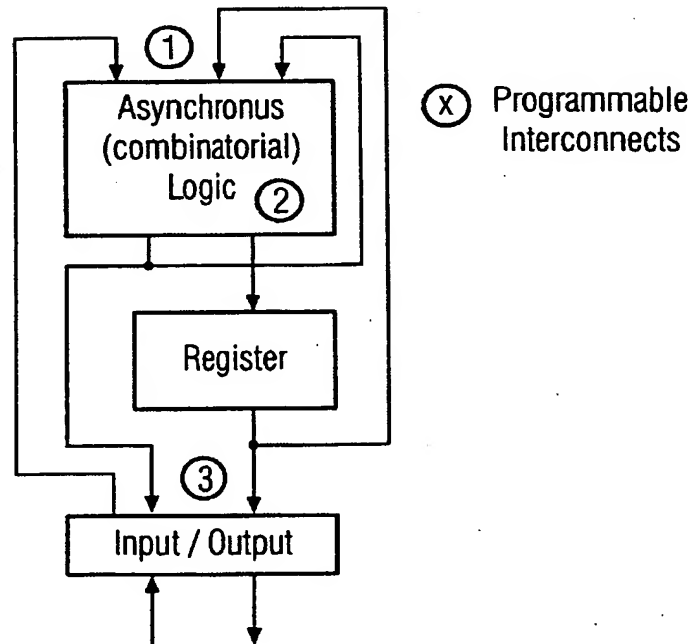 1
Asynchronus
(combinatorial)
Logic
2
X Programmable
Interconnects
Register
3
Input / Output